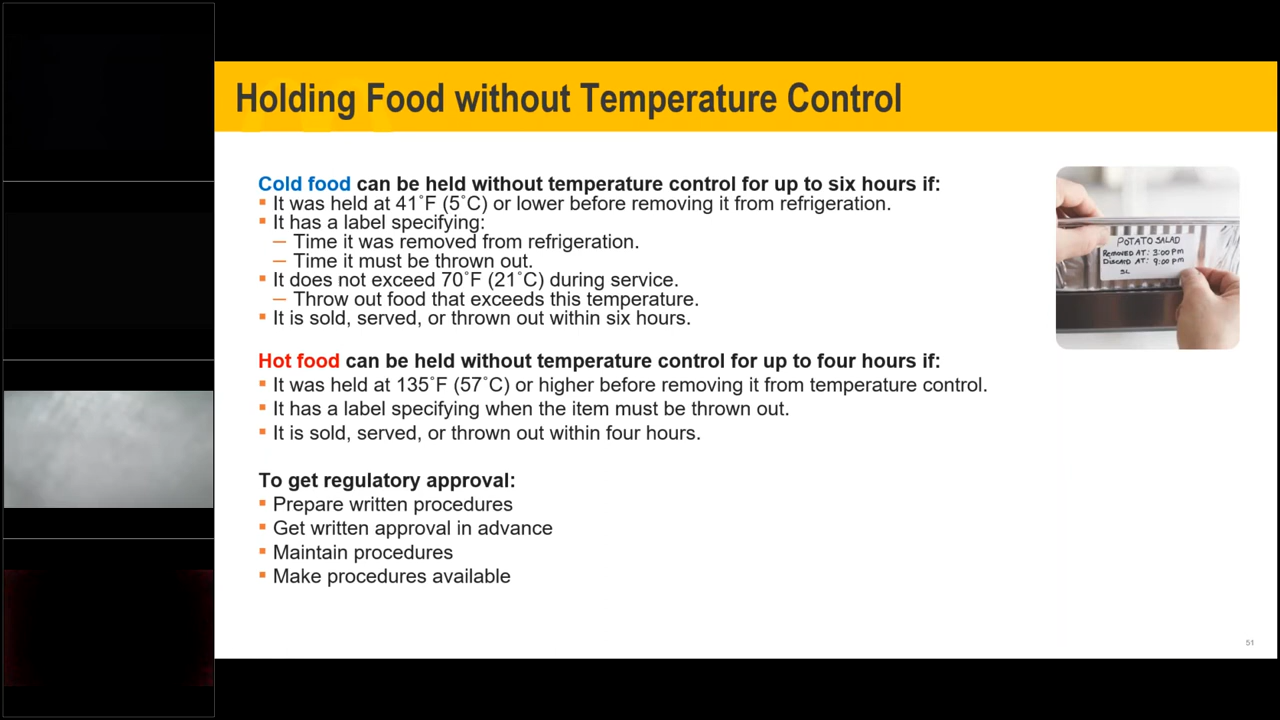 Holding Food without Temperature Control
Cold food can be held without temperature control for up to six hours if:
▪ It was held at 41˚F (5˚C) or lower before removing it from refrigeration.
▪ It has a label specifying:
— Time it was removed from refrigeration.
— Time it must be thrown out.
▪ It does not exceed 70˚F (21˚C) during service.
— Throw out food that exceeds this temperature.
▪ It is sold, served, or thrown out within six hours.
POTATO SALAD
REMOVED AT: 3:00 PM
DISCARD AT: 9:00 PM
SL
Hot food can be held without temperature control for up to four hours if:
▪ It was held at 135˚F (57˚C) or higher before removing it from temperature control.
▪ It has a label specifying when the item must be thrown out.
▪ It is sold, served, or thrown out within four hours.
To get regulatory approval:
▪ Prepare written procedures
▪ Get written approval in advance
▪ Maintain procedures
▪ Make procedures available
51